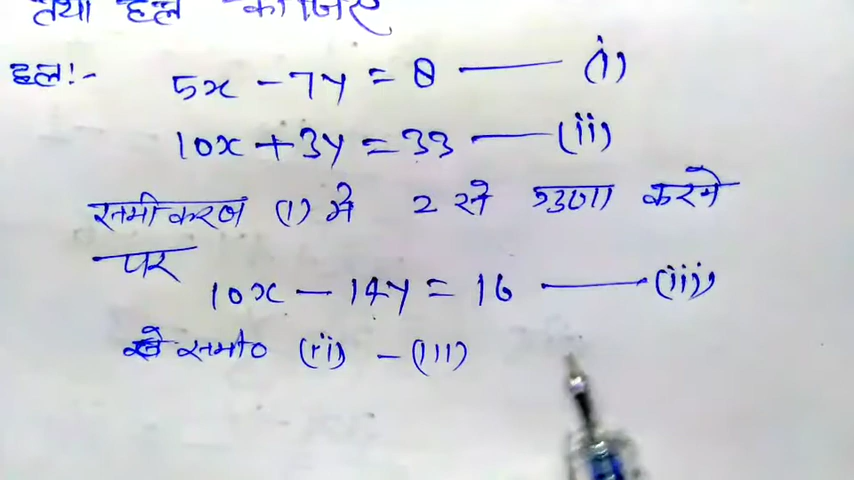 तथा हल कीजिए
हल:-
5x - 7y = 8 —— (i)
10x + 3y = 33 —— (ii)
समीकरण (i) में 2 से गुणा करने
पर
10x - 14y = 16 —— (iii)
समी० (ii) - (iii)